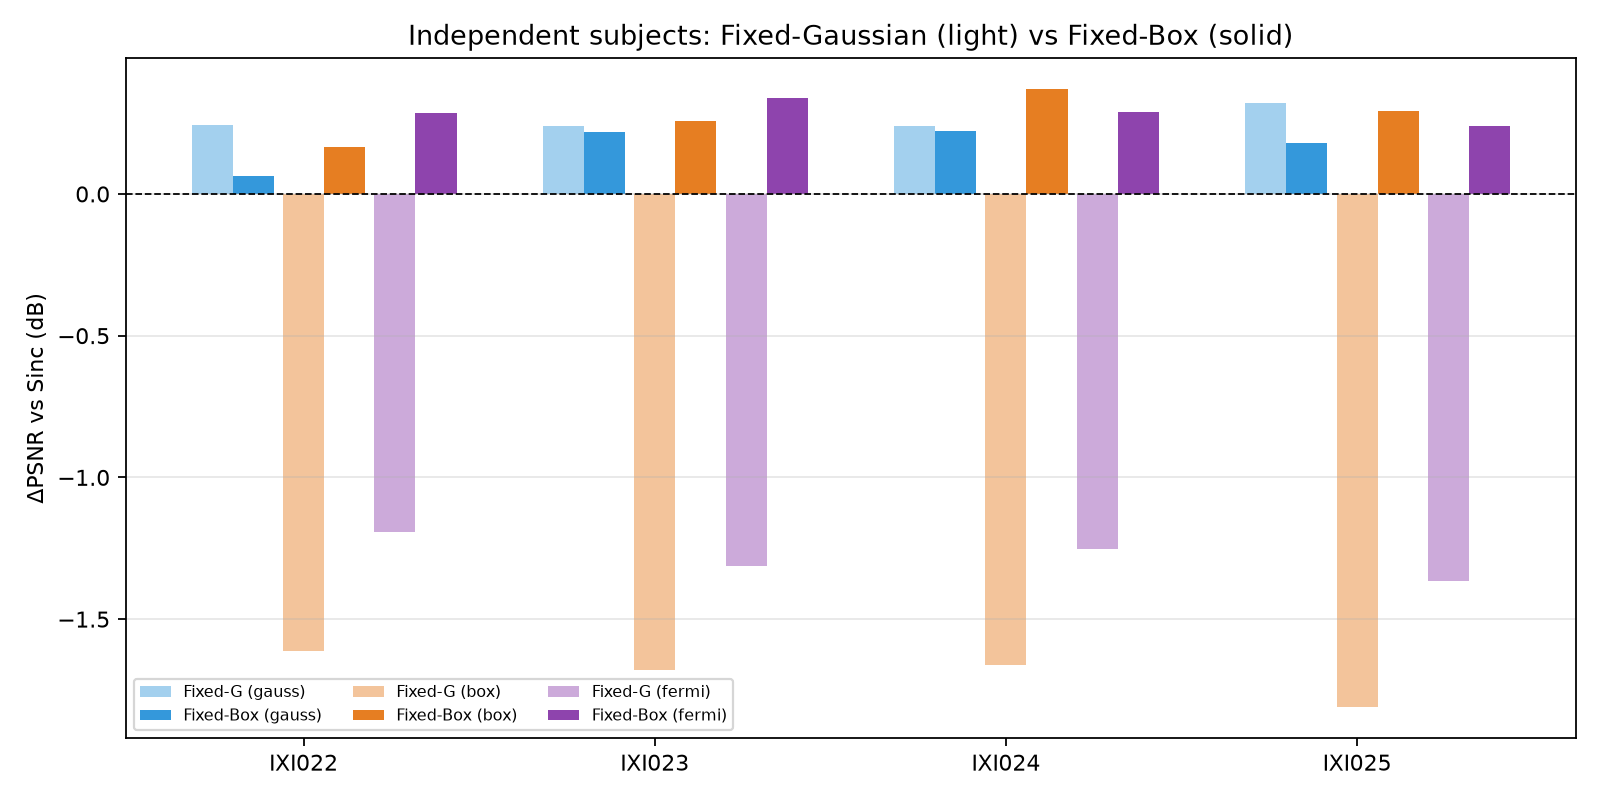 Independent subjects: Fixed-Gaussian (light) vs Fixed-Box (solid)
ΔPSNR vs Sinc (dB)
0.0
−0.5
−1.0
−1.5
Fixed-G (gauss) Fixed-G (box) Fixed-G (fermi)
Fixed-Box (gauss) Fixed-Box (box) Fixed-Box (fermi)
IXI022 IXI023 IXI024 IXI025